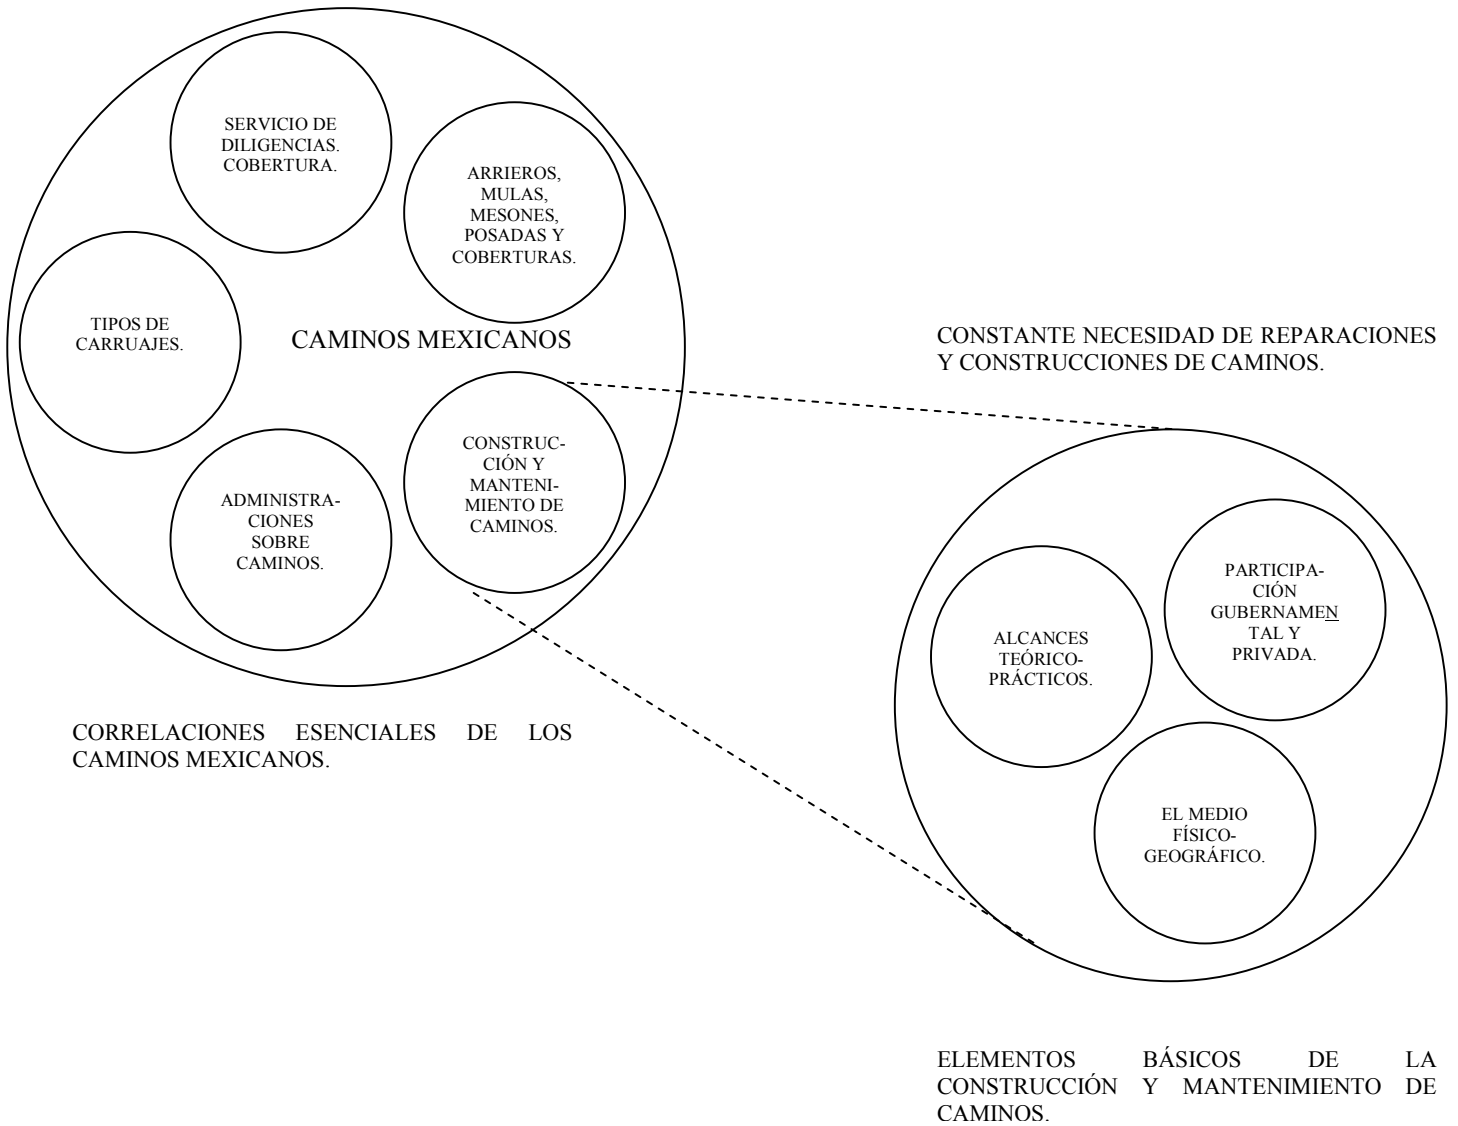 SERVICIO DE
DILIGENCIAS.
COBERTURA.
ARRIEROS,
MULAS,
MESONES,
POSADAS Y
COBERTURAS.
TIPOS DE
CARRUAJES.
CAMINOS MEXICANOS
CONSTRUC-
CIÓN Y
MANTENI-
MIENTO DE
CAMINOS.
ADMINISTRA-
CIONES
SOBRE
CAMINOS.
CORRELACIONES ESENCIALES DE LOS
CAMINOS MEXICANOS.
CONSTANTE NECESIDAD DE REPARACIONES
Y CONSTRUCCIONES DE CAMINOS.
PARTICIPA-
CIÓN
GUBERNAMEN
TAL Y
PRIVADA.
ALCANCES
TEÓRICO-
PRÁCTICOS.
EL MEDIO
FÍSICO-
GEOGRÁFICO.
ELEMENTOS BÁSICOS DE LA
CONSTRUCCIÓN Y MANTENIMIENTO DE
CAMINOS.